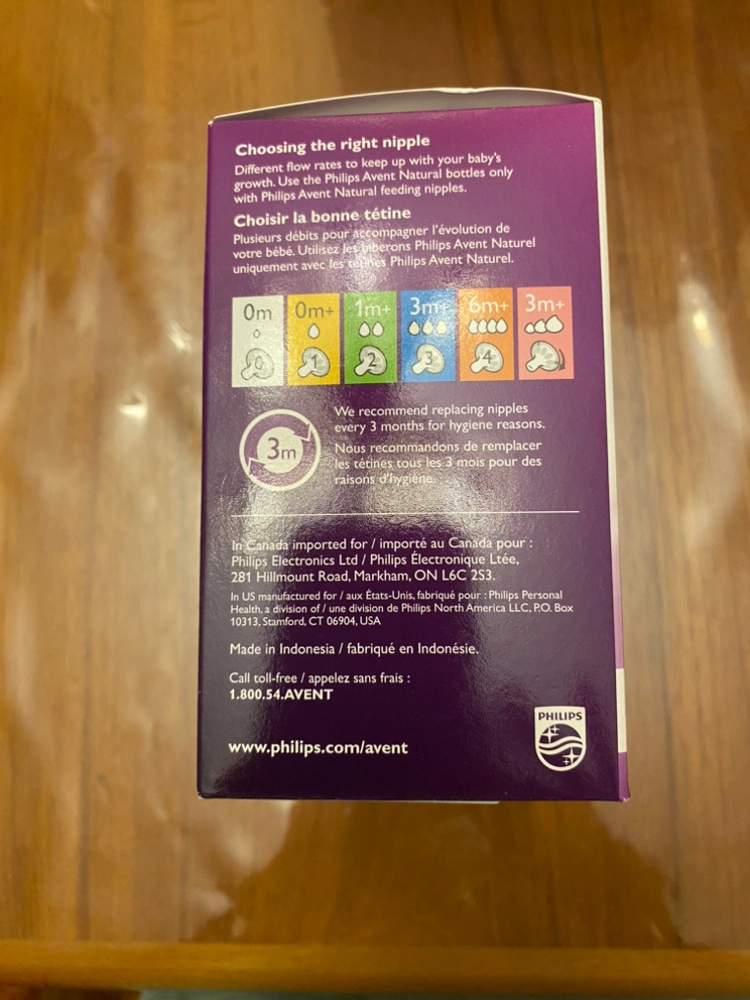 Choosing the right nipple
Different flow rates to keep up with your baby's
growth. Use the Philips Avent Natural bottles only
with Philips Avent Natural feeding nipples.
Choisir la bonne tétine
Plusieurs débits pour accompagner l'évolution de
votre bébé. Utilisez les biberons Philips Avent Naturel
uniquement avec les tétines Philips Avent Naturel.
0m 0m+ 1m+ 3m+ 6m+ 3m+
0 1 2 3 4
We recommend replacing nipples
every 3 months for hygiene reasons.
3m
Nous recommandons de remplacer
les tétines tous les 3 mois pour des
raisons d'hygiène.
In Canada imported for / importé au Canada pour :
Philips Electronics Ltd / Philips Électronique Ltée,
281 Hillmount Road, Markham, ON L6C 2S3.
In US manufactured for / aux États-Unis, fabriqué pour : Philips Personal
Health, a division of / une division de Philips North America LLC, P.O. Box
10313, Stamford, CT 06904, USA
Made in Indonesia / fabriqué en Indonésie.
Call toll-free / appelez sans frais :
1.800.54.AVENT
PHILIPS
www.philips.com/avent